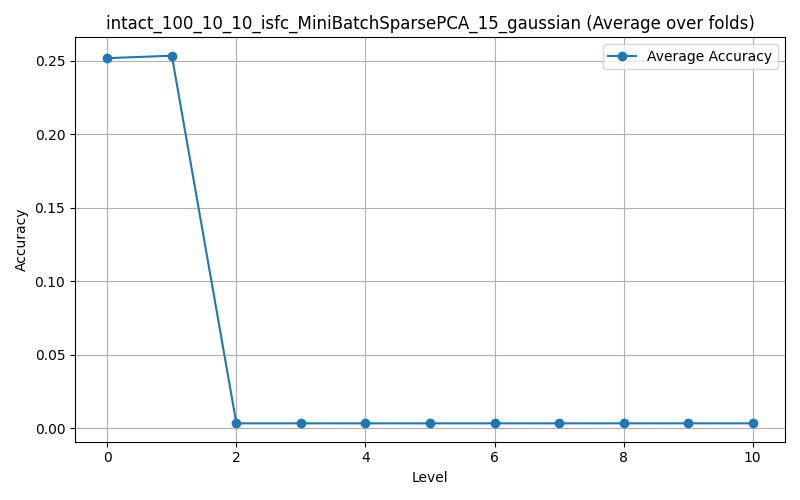 intact_100_10_10_isfc_MiniBatchSparsePCA_15_gaussian (Average over folds)
Average Accuracy
0.25
0.20
0.15
0.10
0.05
0.00
Accuracy
0 2 4 6 8 10
Level